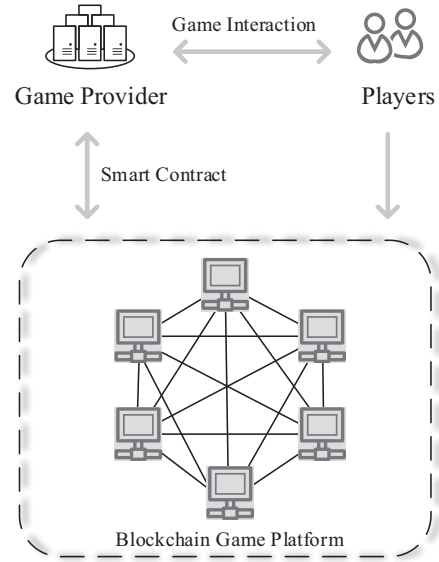 Game Interaction
Game Provider
Players
Smart Contract
Blockchain Game Platform